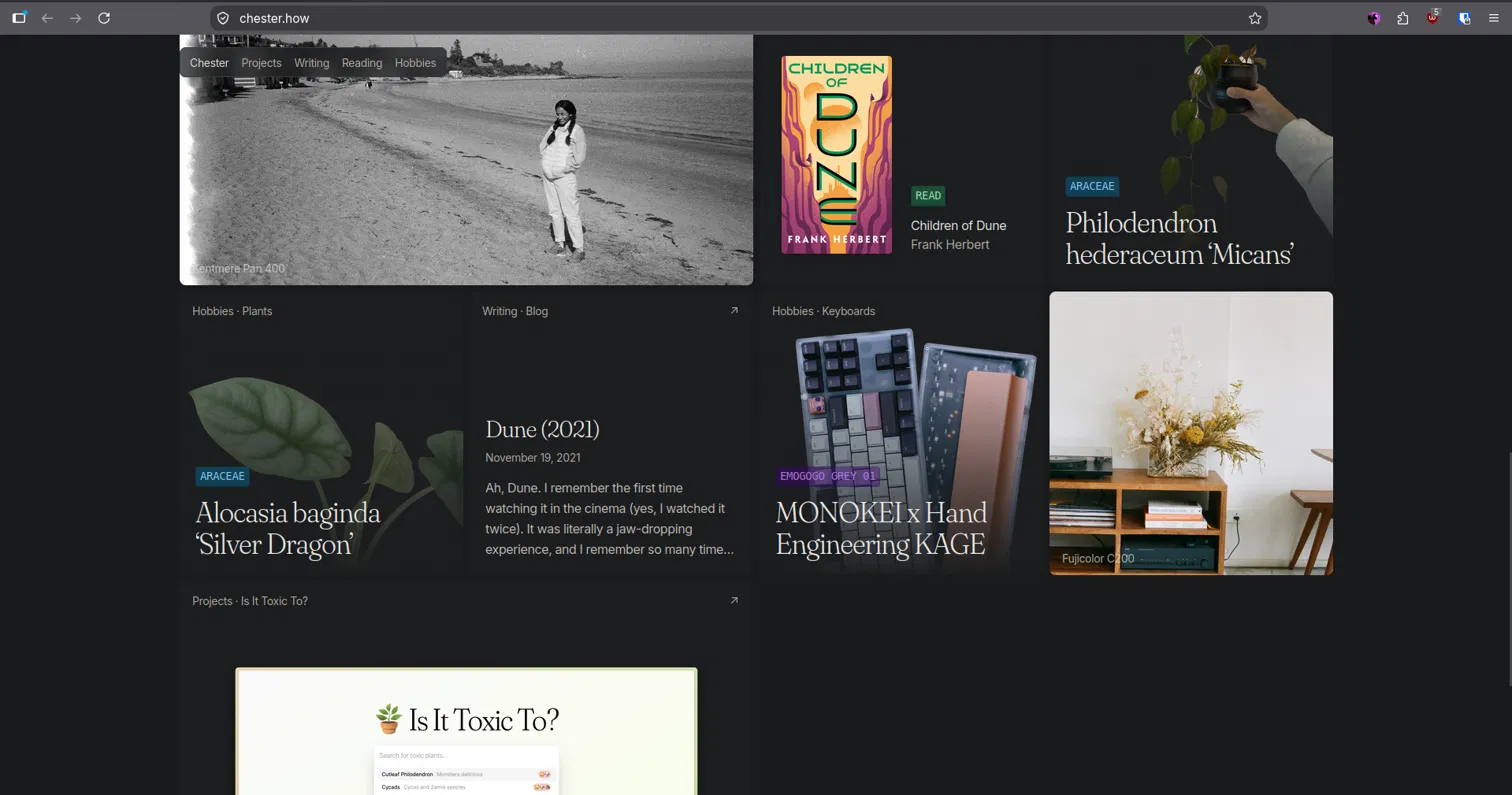 chester.how
5
Chester Projects Writing Reading Hobbies
Kentmere Pan 400
CHILDREN
OF
DUNE
FRANK HERBERT
READ
Children of Dune
Frank Herbert
ARACEAE
Philodendron
hederaceum ‘Micans’
Hobbies · Plants
ARACEAE
Alocasia baginda
‘Silver Dragon’
Writing · Blog
Dune (2021)
November 19, 2021
Ah, Dune. I remember the first time
watching it in the cinema (yes, I watched it
twice). It was literally a jaw-dropping
experience, and I remember so many time…
Hobbies · Keyboards
EMOGOGO GREY 01
MONOKEI x Hand
Engineering KAGE
Fujicolor C200
Projects · Is It Toxic To?
Is It Toxic To?
Search for toxic plants...
Cutleaf Philodendron Monstera deliciosa
Cycads Cycas and Zamia species